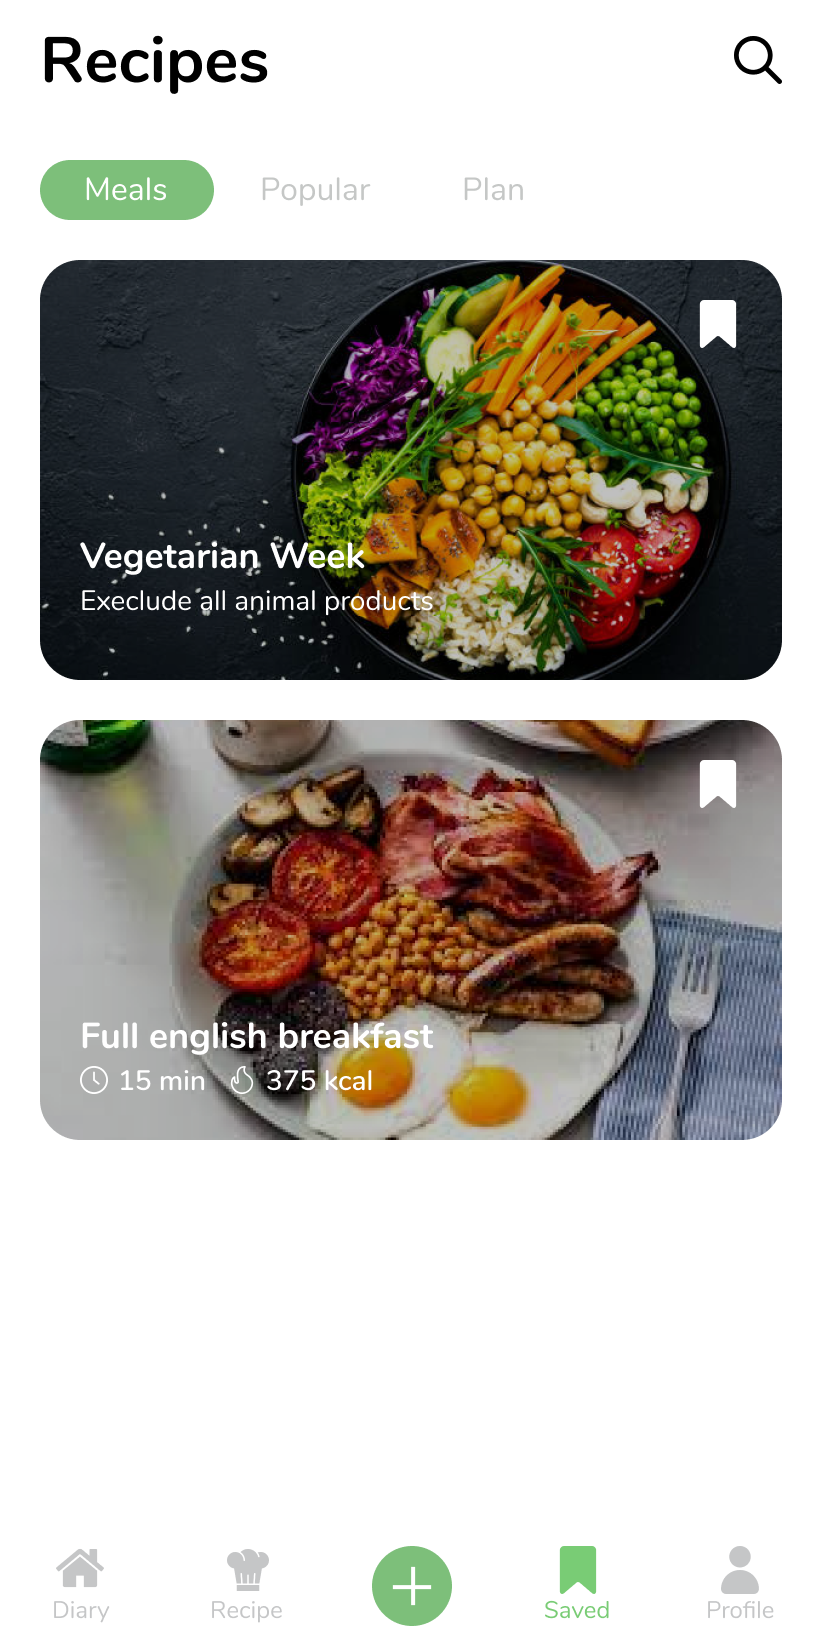 Recipes
Meals
Popular
Plan
Vegetarian Week
Execlude all animal products
Full english breakfast
15 min
375 kcal
Diary
Recipe
Saved
Profile